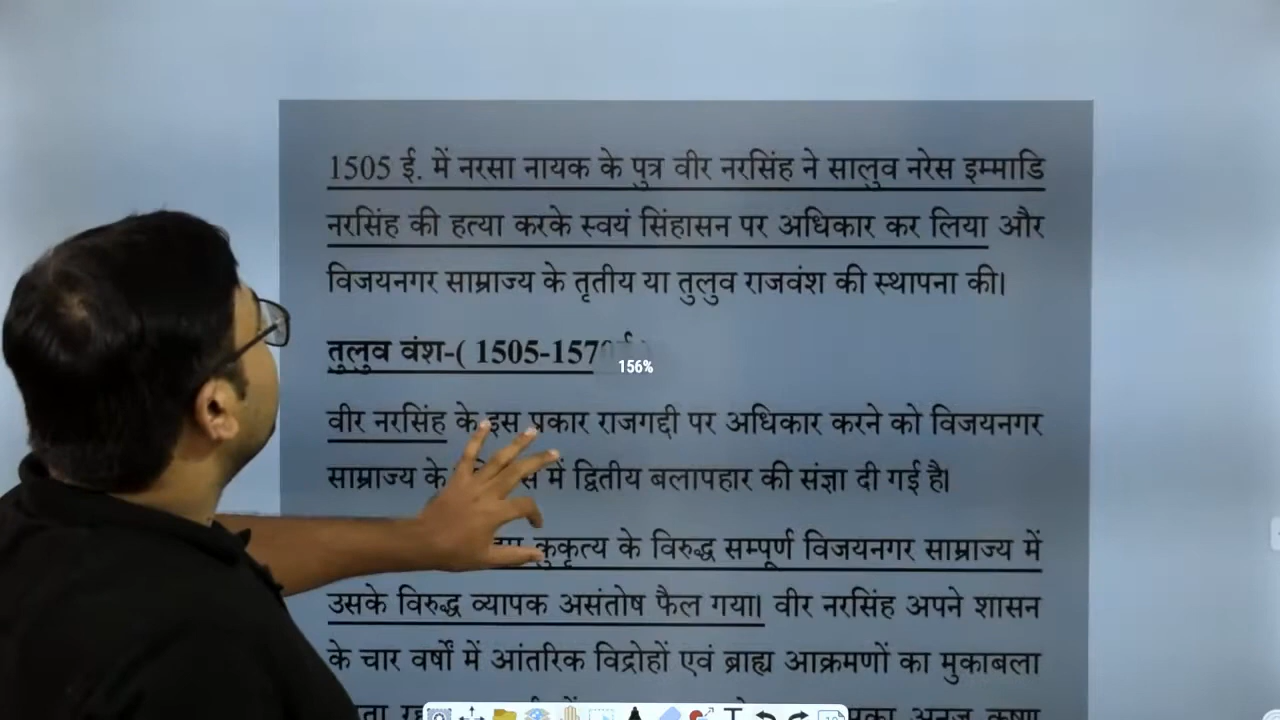 1505 ई. में नरसा नायक के पुत्र वीर नरसिंह ने सालुव नरेस इम्माडि
नरसिंह की हत्या करके स्वयं सिंहासन पर अधिकार कर लिया और
विजयनगर साम्राज्य के तृतीय या तुलुव राजवंश की स्थापना की।
तुलुव वंश-( 1505-157
156%
वीर नरसिंह के इस प्रकार राजगद्दी पर अधिकार करने को विजयनगर
साम्राज्य के में द्वितीय बलापहार की संज्ञा दी गई है।
कुकृत्य के विरुद्ध सम्पूर्ण विजयनगर साम्राज्य में
उसके विरुद्ध व्यापक असंतोष फैल गया। वीर नरसिंह अपने शासन
के चार वर्षों में आंतरिक विद्रोहों एवं ब्राह्य आक्रमणों का मुकाबला